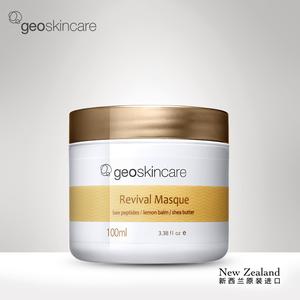 geoskincare
geoskincare
Revival Masque
bee peptides / lemon balm / shea butter
100ml 3.38 fl oz e
New Zealand
新西兰原装进口